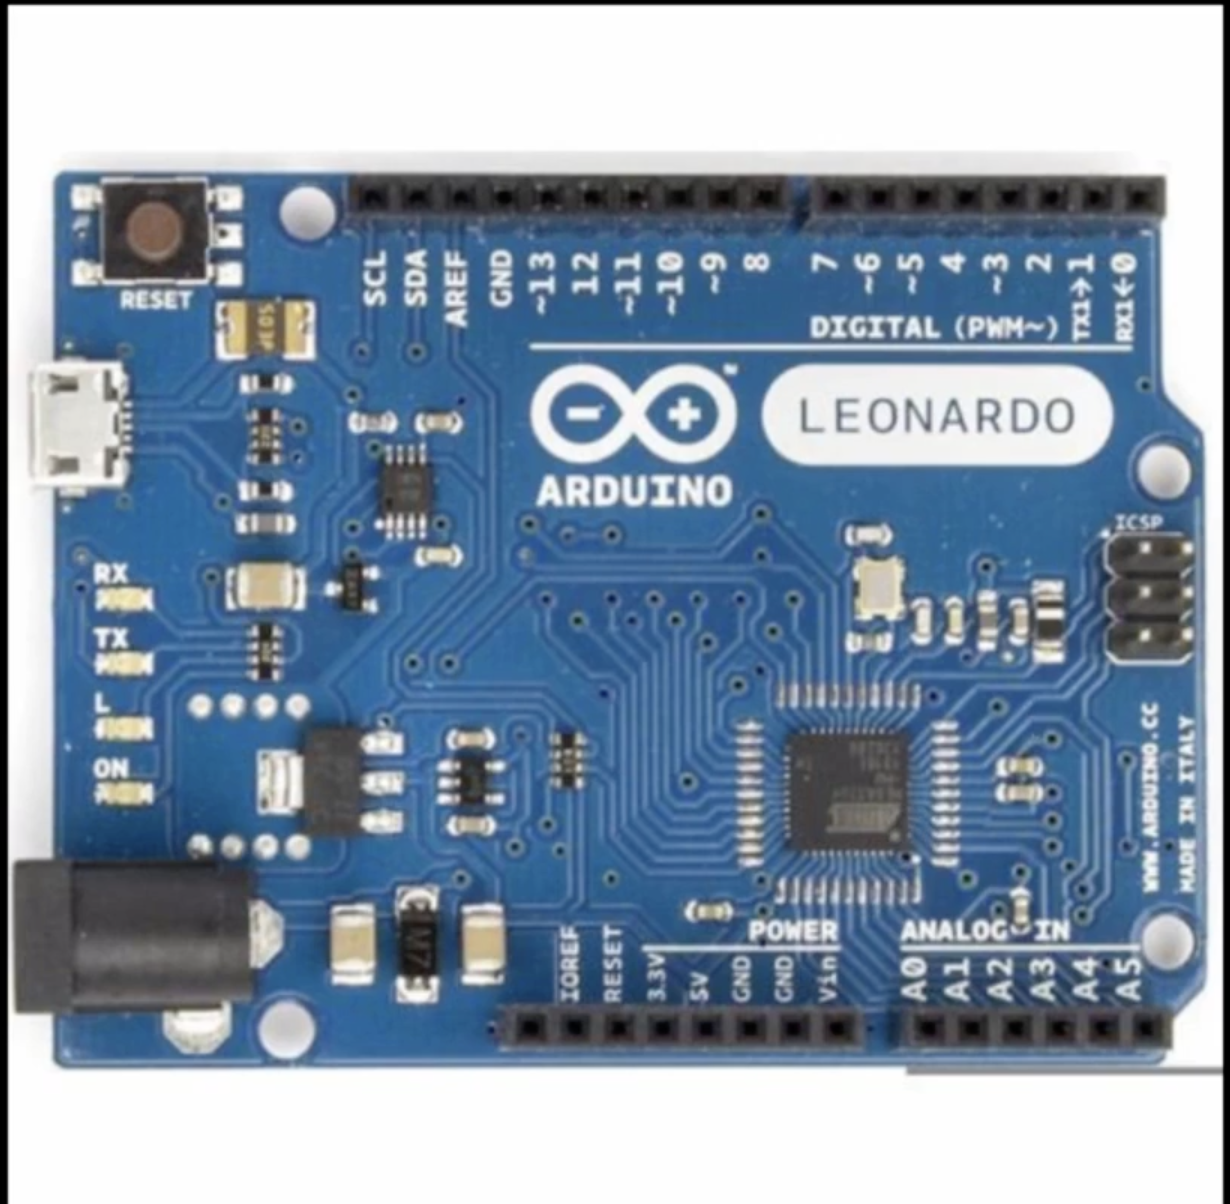 RESET
SCL
SDA
AREF
GND
~13
12
~11
~10
~9
8
7
~6
~5
4
~3
2
TX1→1
RX1←0
DIGITAL (PWM~)
LEONARDO
ARDUINO
ICSP
RX
TX
L
ON
WWW.ARDUINO.CC
MADE IN ITALY
ATMEL
M7
POWER
IOREF
RESET
3.3V
5V
GND
GND
Vin
ANALOG IN
A0
A1
A2
A3
A4
A5